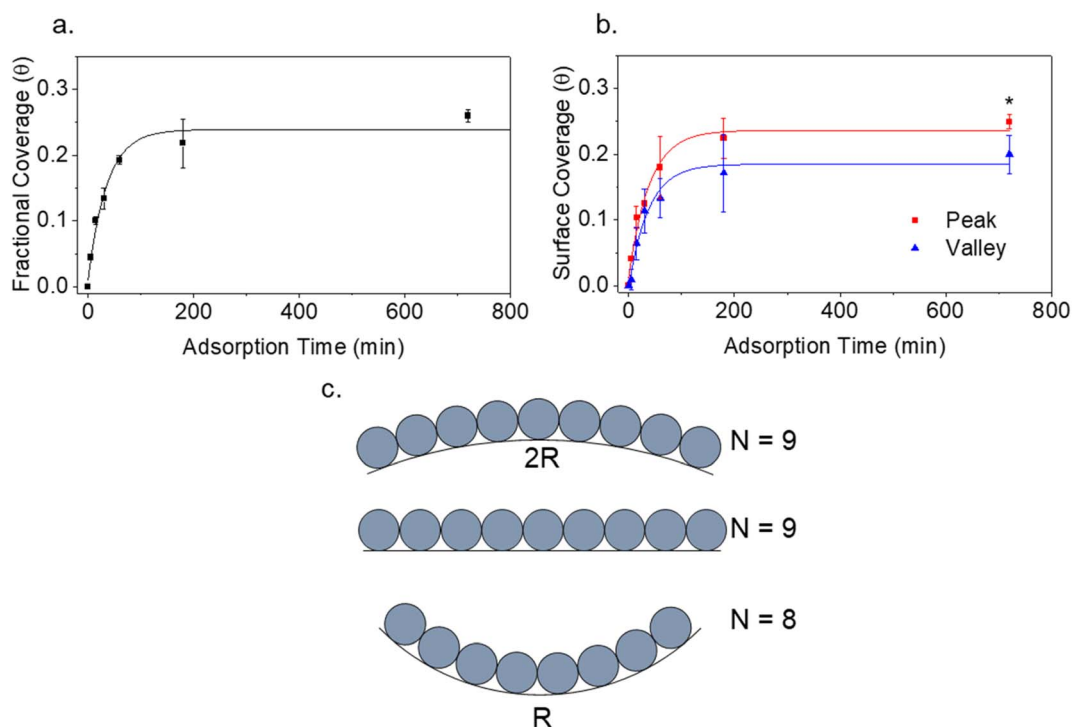 a.
Fractional Coverage (θ)
0.3
0.2
0.1
0.0
0 200 400 600 800
Adsorption Time (min)
b.
Surface Coverage (θ)
0.3
0.2
0.1
0.0
*
Peak
Valley
0 200 400 600 800
Adsorption Time (min)
c.
N = 9
2R
N = 9
N = 8
R